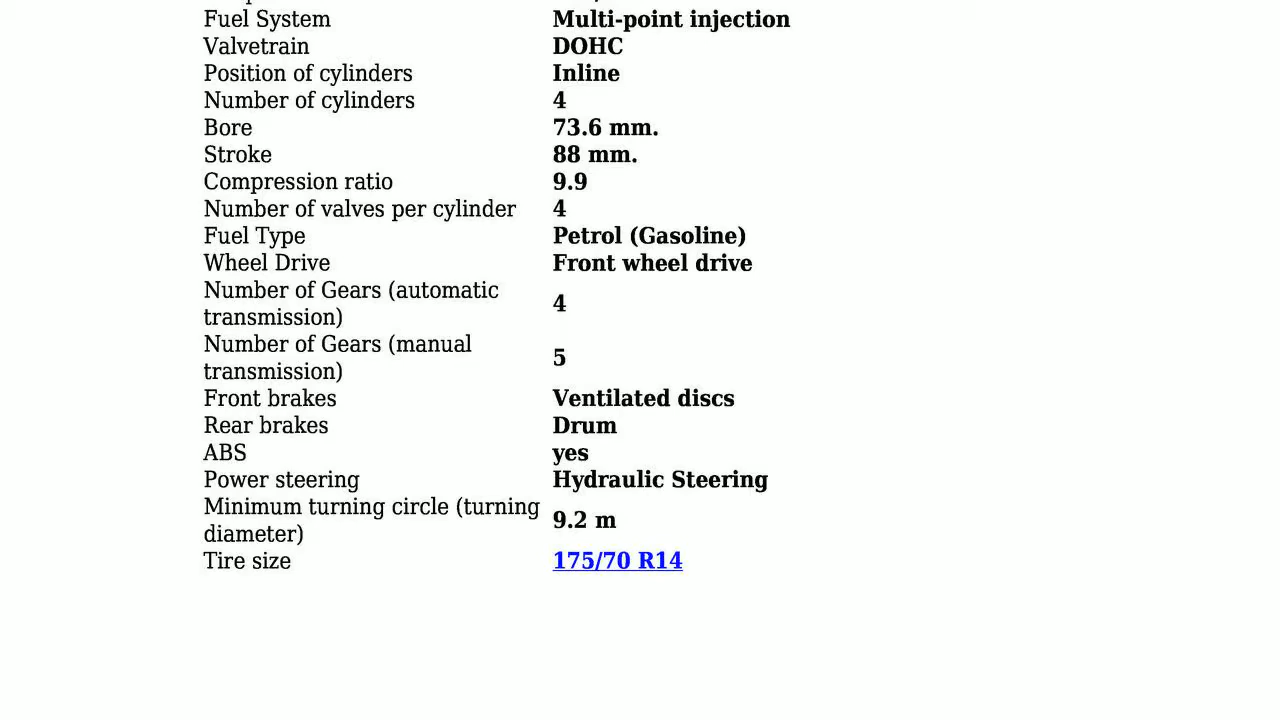 Fuel System Multi-point injection
Valvetrain DOHC
Position of cylinders Inline
Number of cylinders 4
Bore 73.6 mm.
Stroke 88 mm.
Compression ratio 9.9
Number of valves per cylinder 4
Fuel Type Petrol (Gasoline)
Wheel Drive Front wheel drive
Number of Gears (automatic
transmission) 4
Number of Gears (manual
transmission) 5
Front brakes Ventilated discs
Rear brakes Drum
ABS yes
Power steering Hydraulic Steering
Minimum turning circle (turning
diameter) 9.2 m
Tire size 175/70 R14